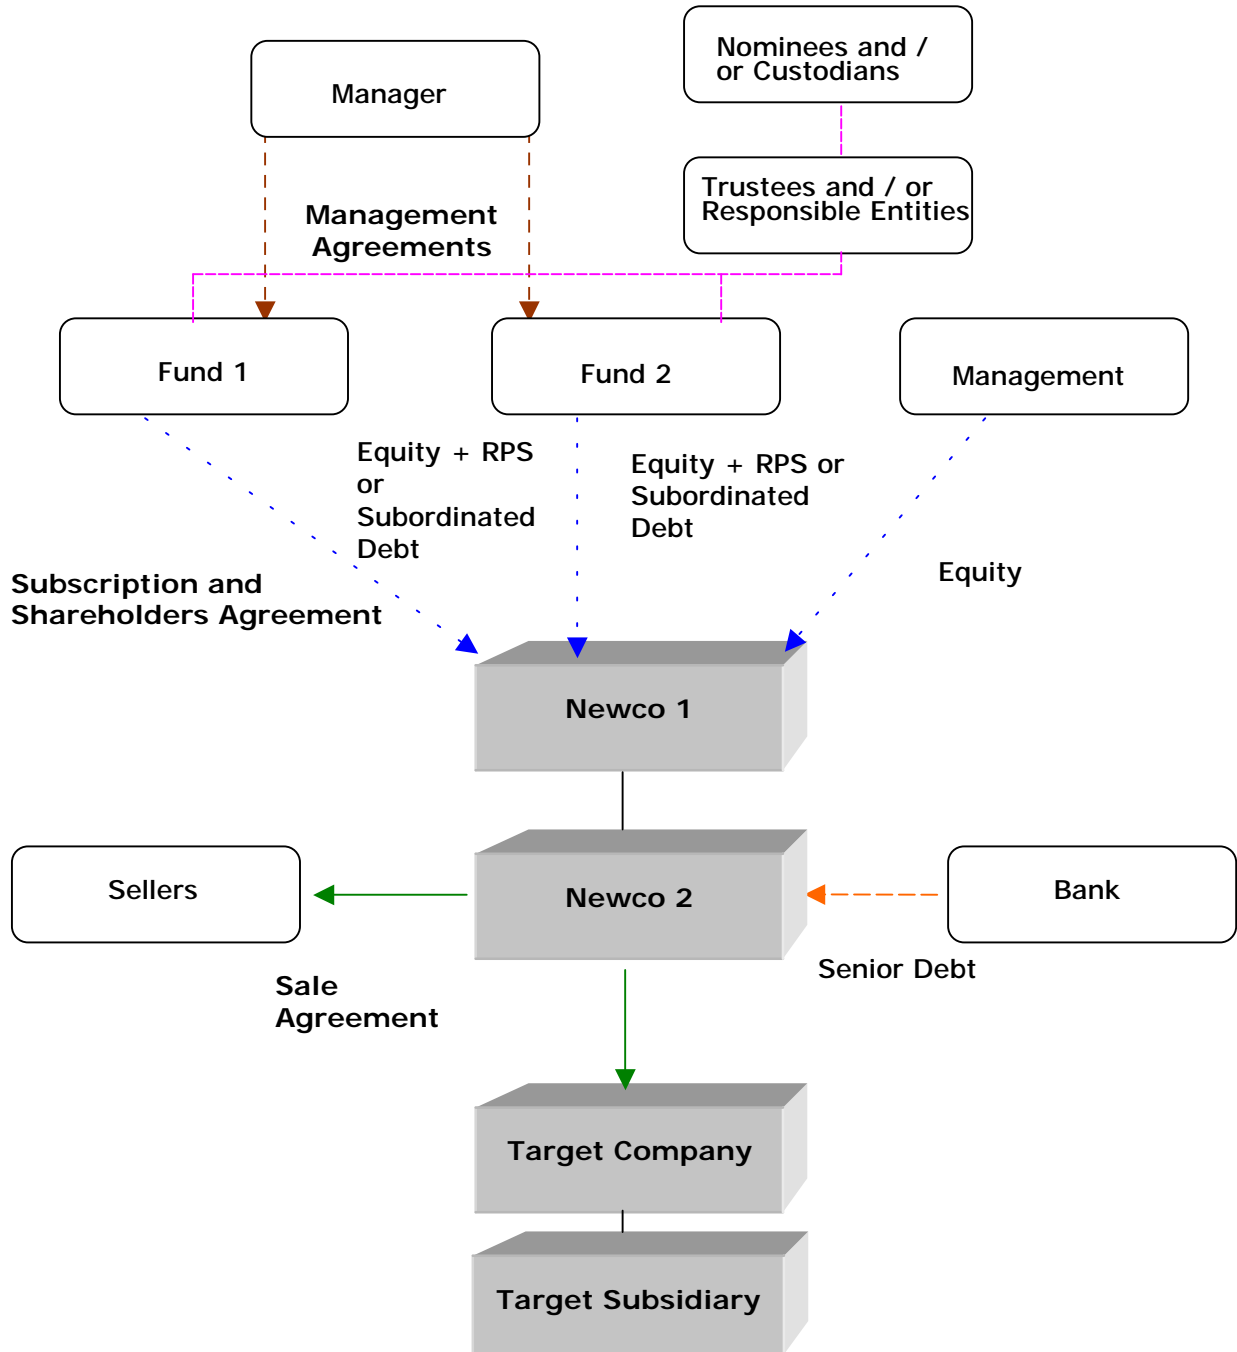 Nominees and /
or Custodians
Manager
Trustees and / or
Responsible Entities
Management
Agreements
Fund 1
Fund 2
Management
Equity + RPS
or
Subordinated
Debt
Equity + RPS or
Subordinated
Debt
Equity
Subscription and
Shareholders Agreement
Newco 1
Sellers
Newco 2
Bank
Senior Debt
Sale
Agreement
Target Company
Target Subsidiary